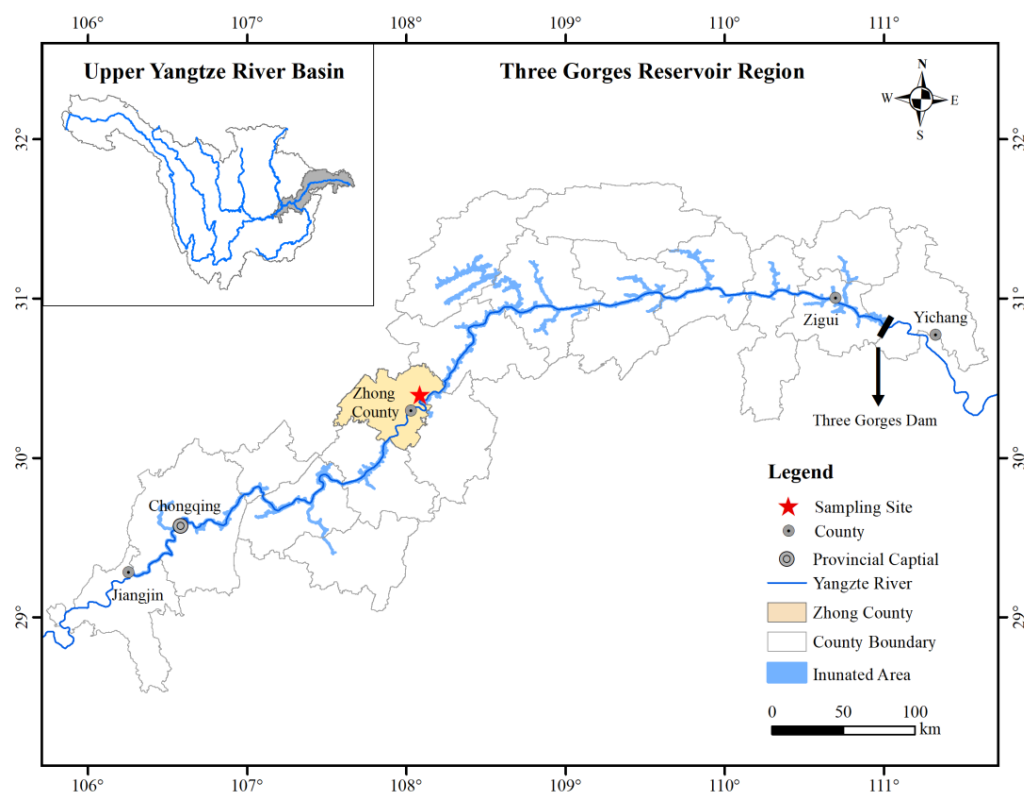 106° 107° 108° 109° 110° 111°
Upper Yangtze River Basin
Three Gorges Reservoir Region
N
W E
S
32° 32°
31° 31°
Zigui
Yichang
Zhong
County
Three Gorges Dam
30° 30°
Legend
Chongqing
Sampling Site
County
Provincial Captial
Jiangjin
Yangzte River
29° 29°
Zhong County
County Boundary
Inunated Area
0 50 100
km
106° 107° 108° 109° 110° 111°